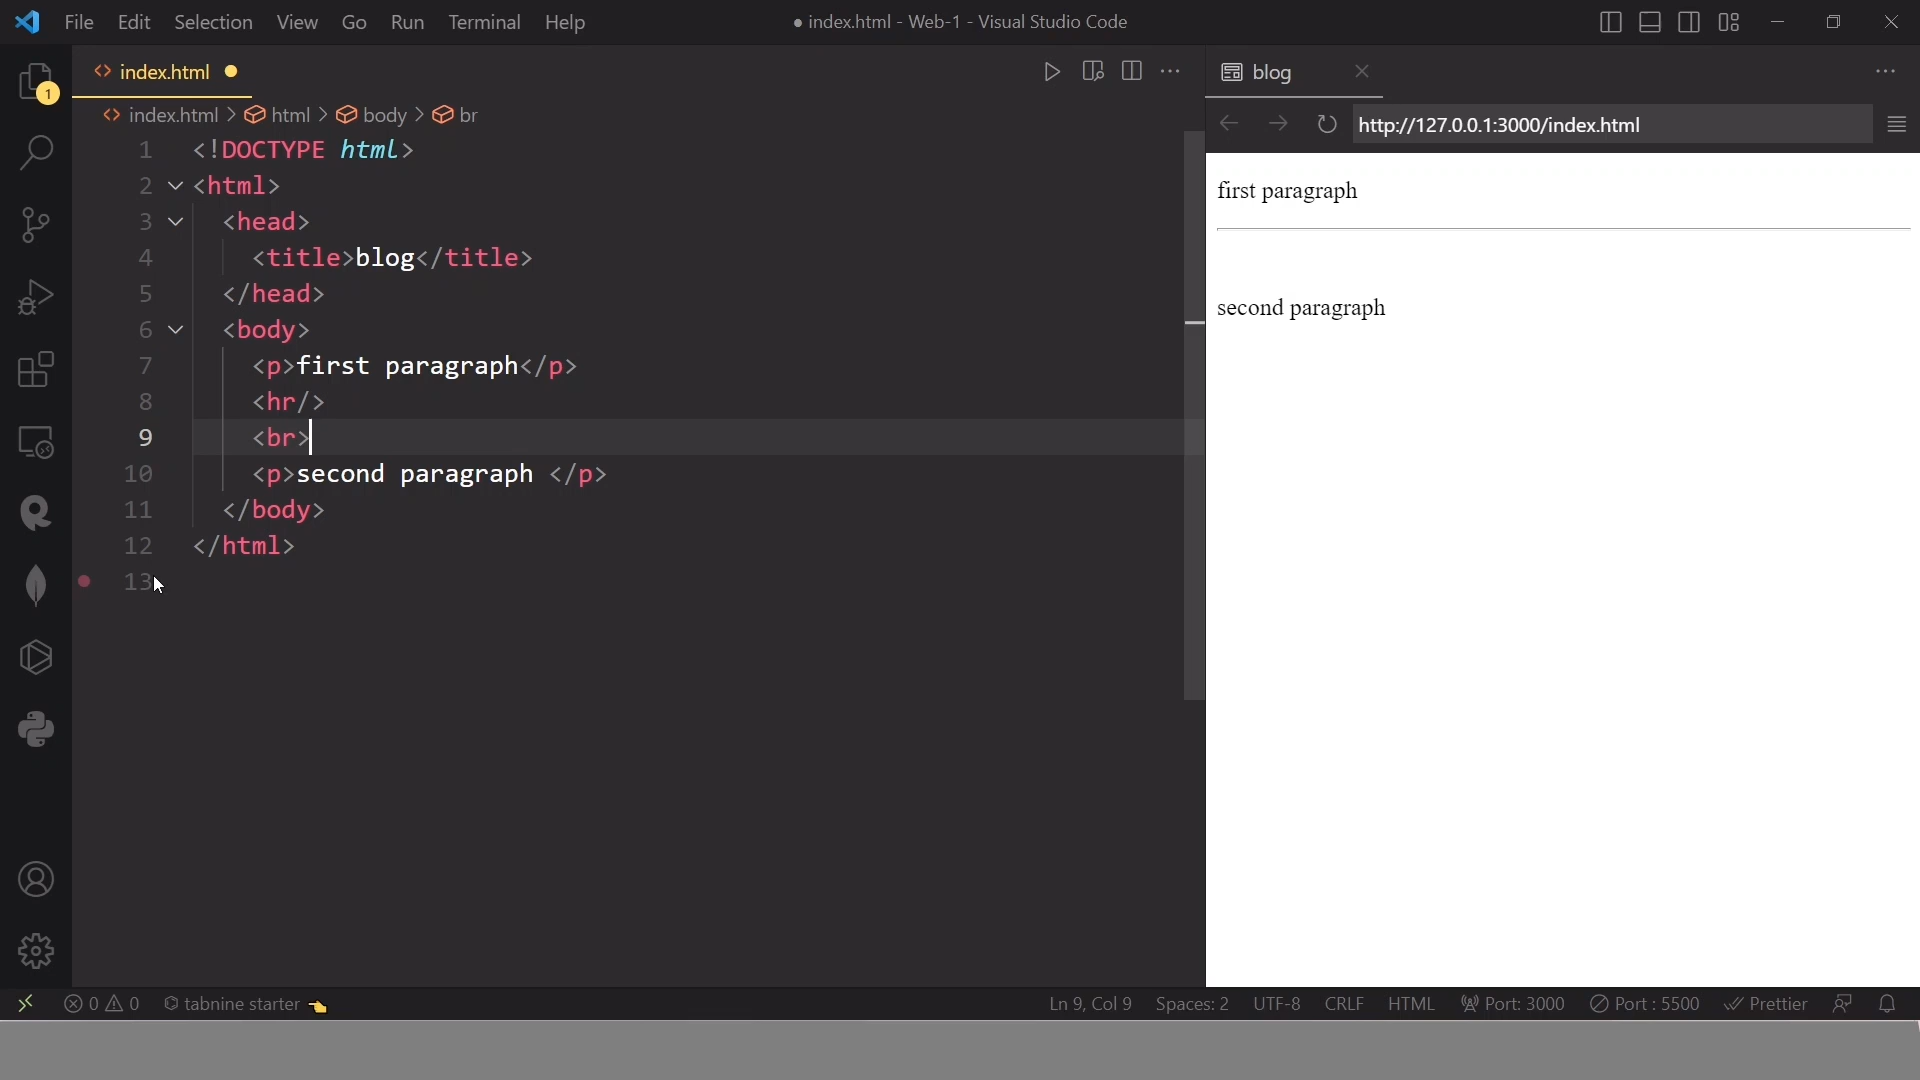 File Edit Selection View Go Run Terminal Help
● index.html - Web-1 - Visual Studio Code
index.html
blog
index.html > html > body > br
http://127.0.0.1:3000/index.html
1 <!DOCTYPE html>
2 <html>
3 <head>
4 <title>blog</title>
5 </head>
6 <body>
7 <p>first paragraph</p>
8 <hr/>
9 <br>
10 <p>second paragraph </p>
11 </body>
12 </html>
13
first paragraph
second paragraph
1
0 0 tabnine starter
Ln 9, Col 9 Spaces: 2 UTF-8 CRLF HTML Port: 3000 Port : 5500 Prettier